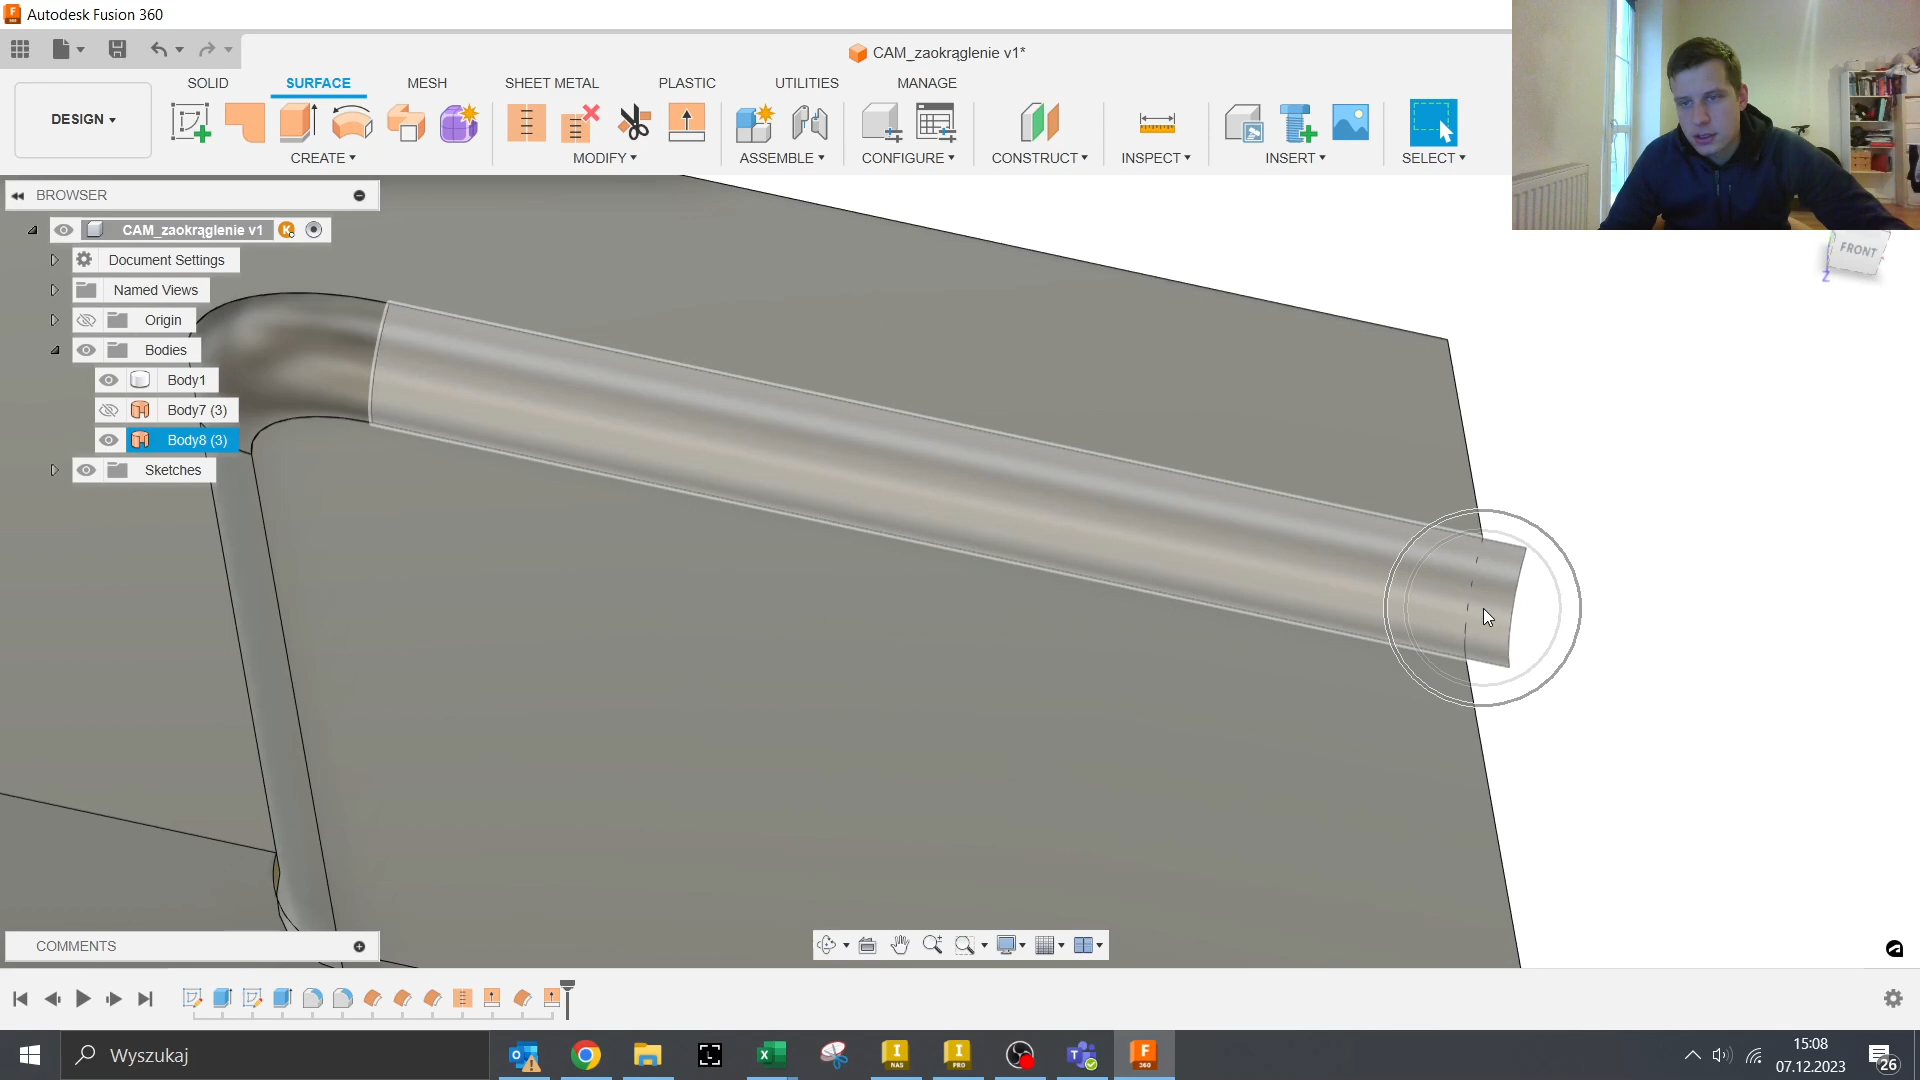 Autodesk Fusion 360
CAM_zaokrąglenie v1*
SOLID SURFACE MESH SHEET METAL PLASTIC UTILITIES MANAGE
DESIGN
CREATE MODIFY ASSEMBLE CONFIGURE CONSTRUCT INSPECT INSERT SELECT
BROWSER
CAM_zaokrąglenie v1
Document Settings
Named Views
Origin
Bodies
Body1
Body7 (3)
Body8 (3)
Sketches
FRONT
Z
COMMENTS
Wyszukaj
15:08
07.12.2023
26